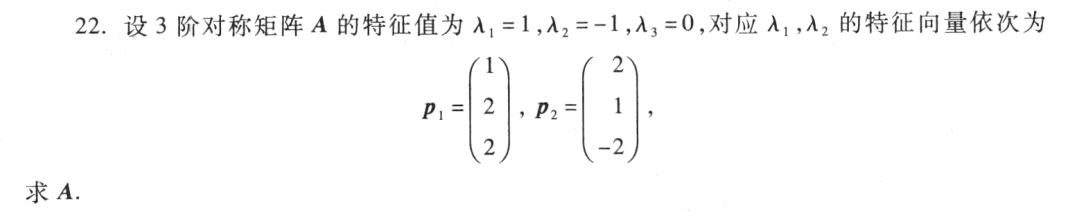 22. 设 3 阶对称矩阵 A 的特征值为 λ₁ = 1, λ₂ = -1, λ₃ = 0, 对应 λ₁, λ₂ 的特征向量依次为
p₁ = (1 2 2), p₂ = (2 1 -2),
求 A.